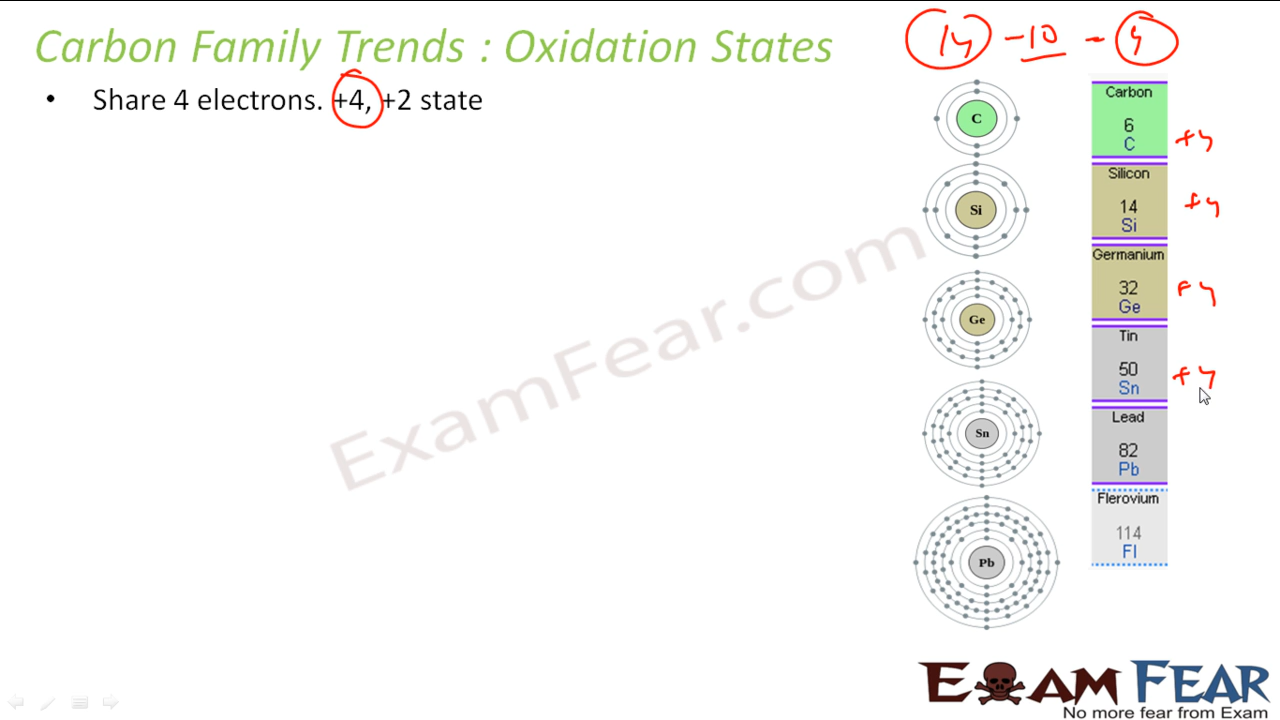 Carbon Family Trends : Oxidation States
14 - 10 - 4
• Share 4 electrons. +4, +2 state
C
Carbon
6
C
+4
Si
Silicon
14
Si
+4
Ge
Germanium
32
Ge
+4
Sn
Tin
50
Sn
+4
Pb
Lead
82
Pb
Flerovium
114
Fl
ExamFear.com
EXAM FEAR
No more fear from Exam